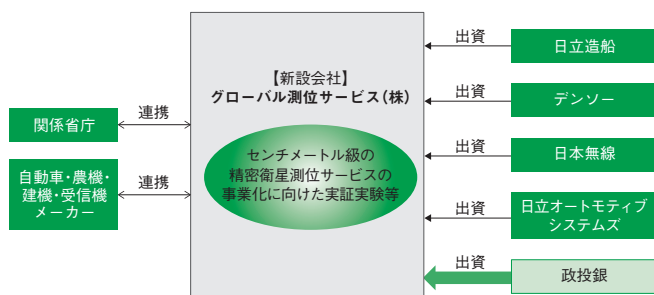 【新設会社】
グローバル測位サービス(株)
センチメートル級の
精密衛星測位サービスの
事業化に向けた実証実験等
関係省庁
連携
自動車・農機・
建機・受信機
メーカー
連携
出資
日立造船
出資
デンソー
出資
日本無線
出資
日立オートモティブ
システムズ
出資
政投銀